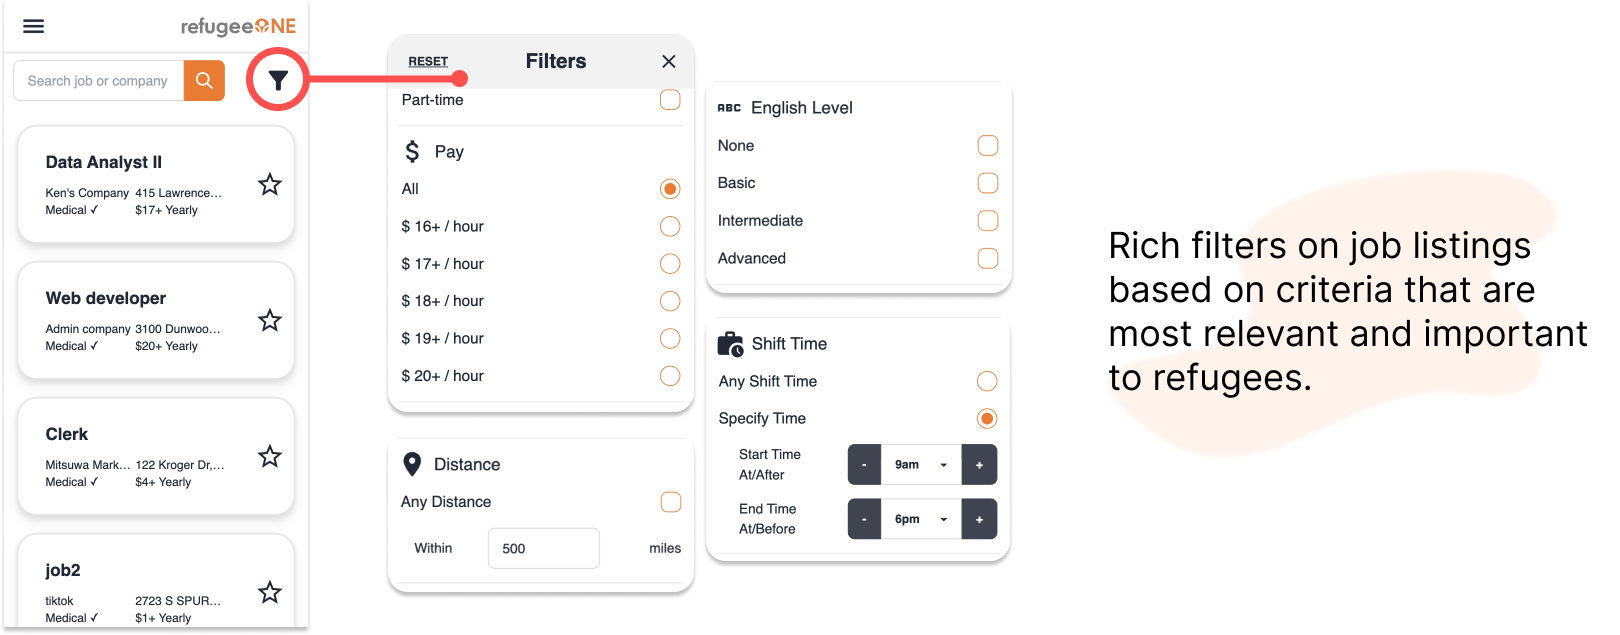 refugeeONE
Search job or company
Data Analyst II
Ken's Company 415 Lawrence...
Medical ✓ $17+ Yearly
Web developer
Admin company 3100 Dunwoo...
Medical ✓ $20+ Yearly
Clerk
Mitsuwa Mark... 122 Kroger Dr,...
Medical ✓ $4+ Yearly
job2
tiktok 2723 S SPUR...
Medical ✓ $1+ Yearly
RESET Filters
Part-time
Pay
All
$ 16+ / hour
$ 17+ / hour
$ 18+ / hour
$ 19+ / hour
$ 20+ / hour
Distance
Any Distance
Within 500 miles
ABC English Level
None
Basic
Intermediate
Advanced
Shift Time
Any Shift Time
Specify Time
Start Time
At/After
- 9am +
End Time
At/Before
- 6pm +
Rich filters on job listings
based on criteria that are
most relevant and important
to refugees.